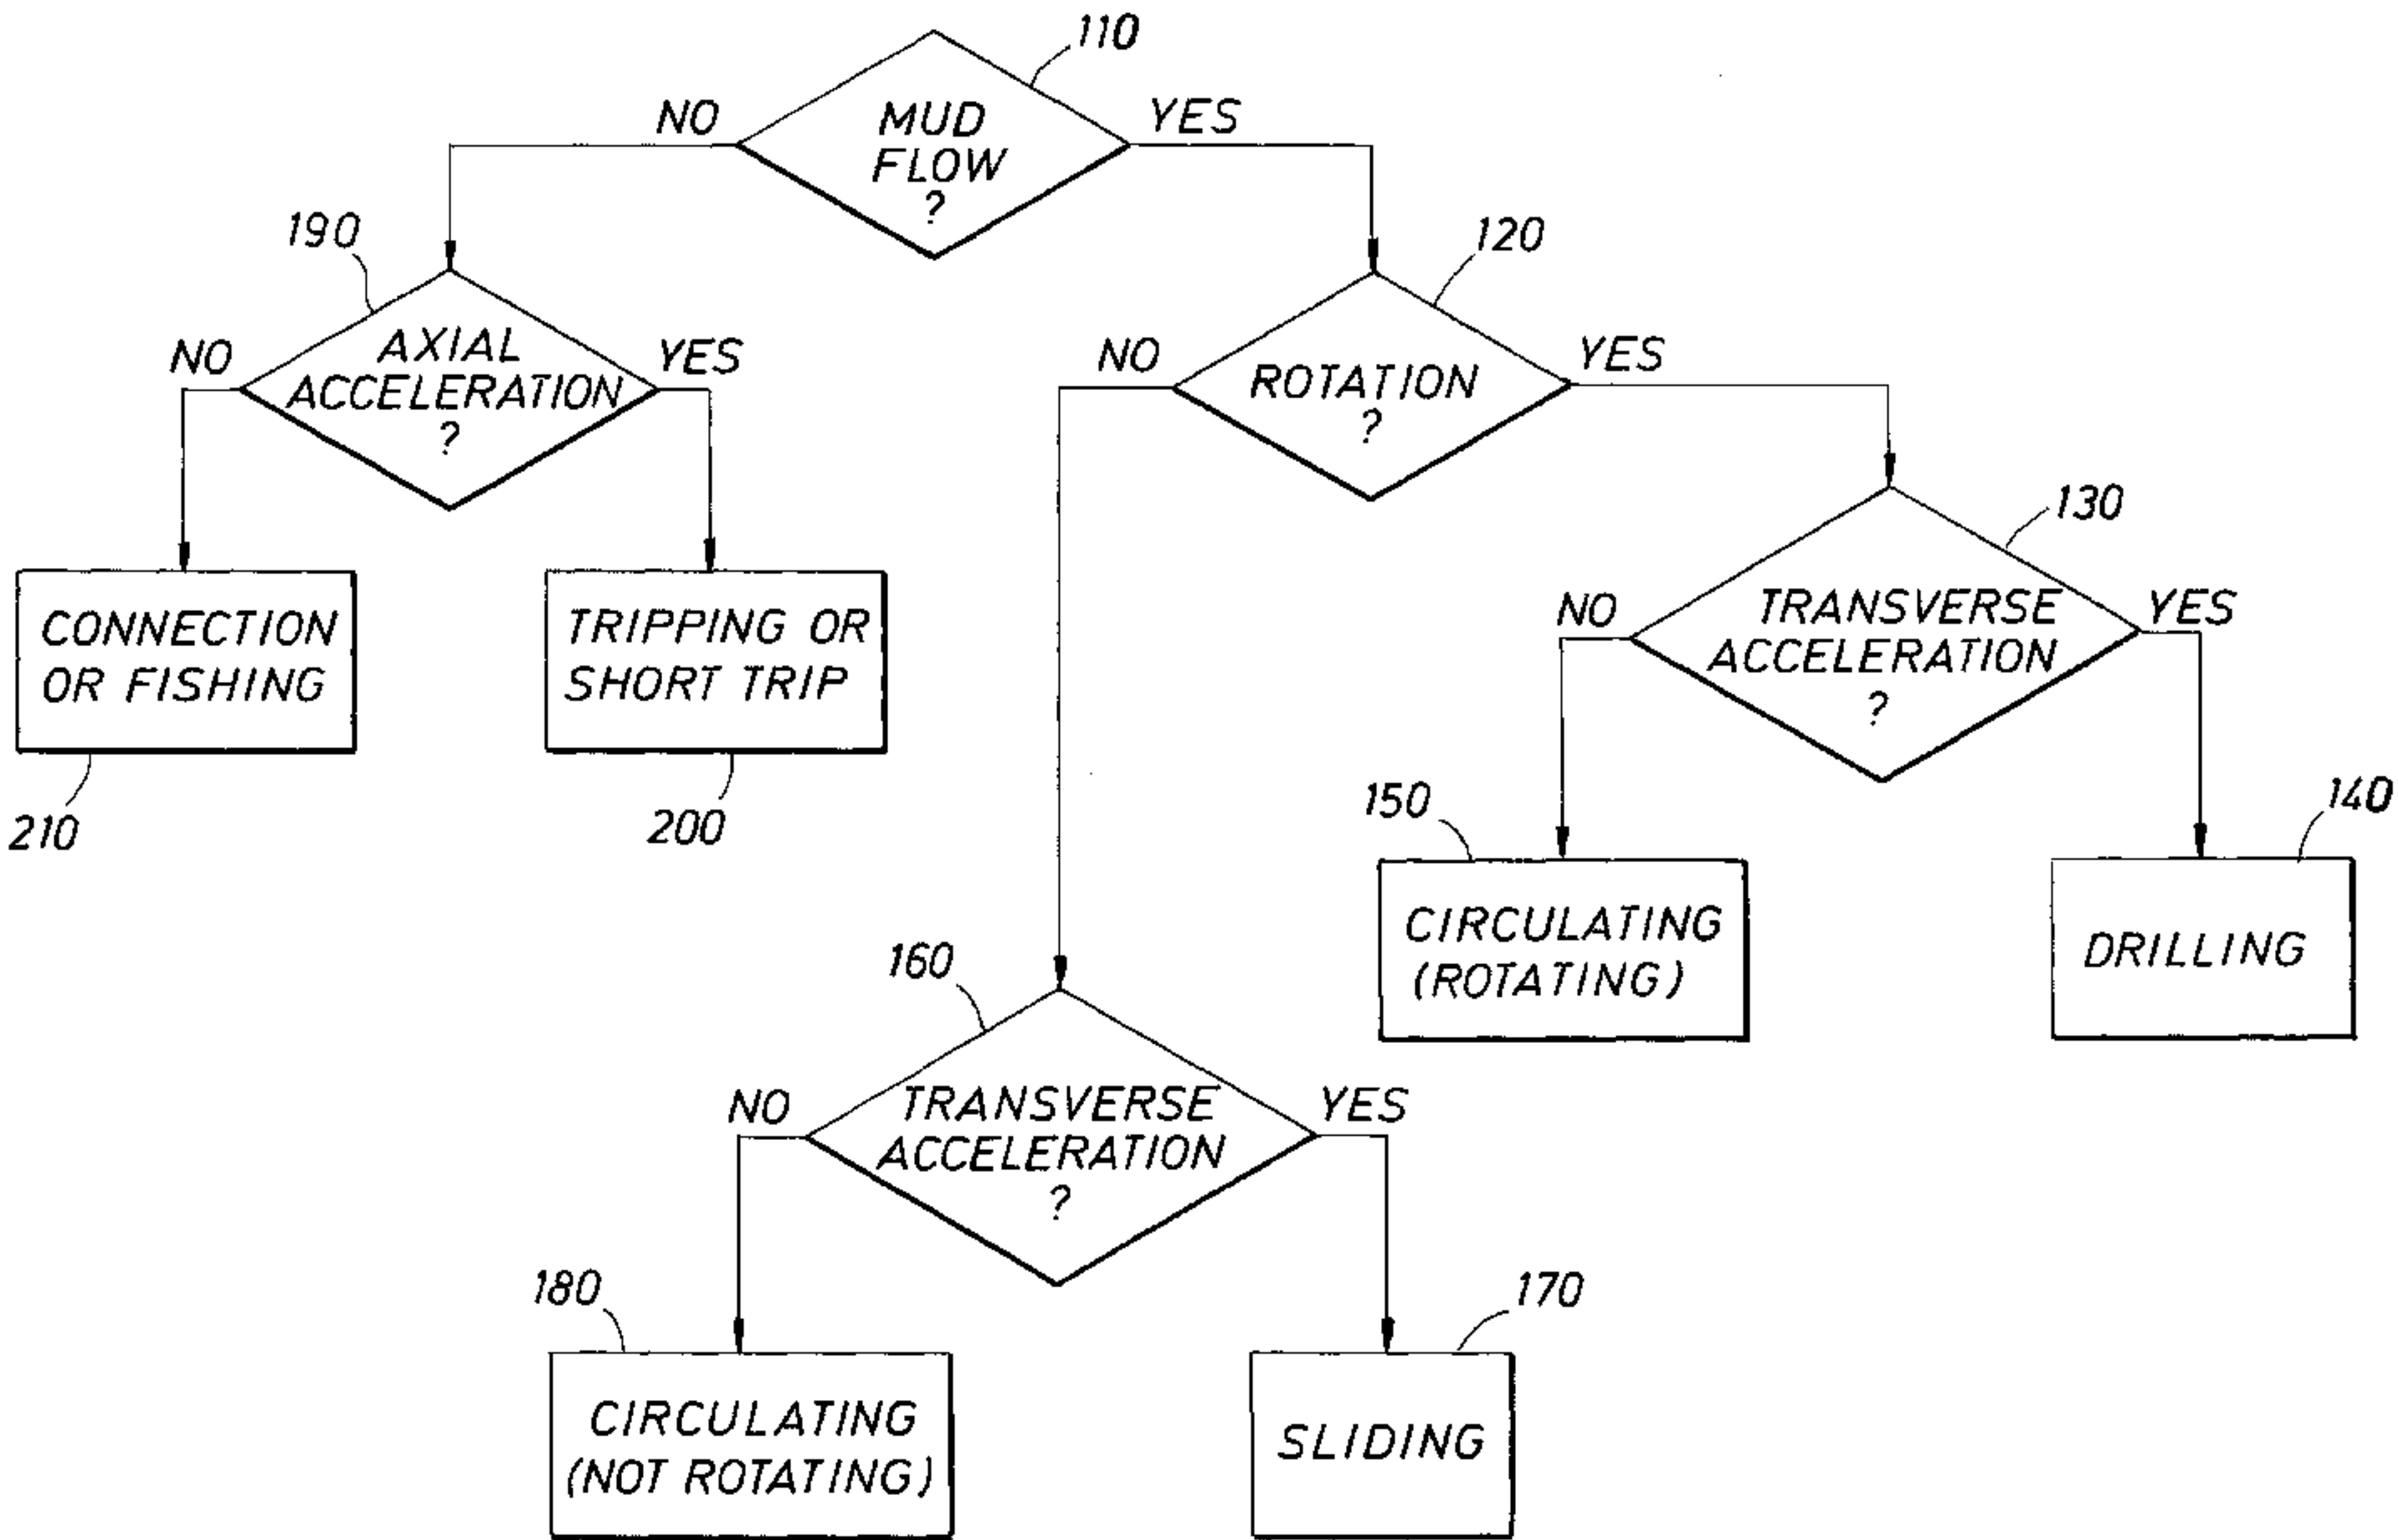 110
NO
MUD
FLOW
?
YES
190
120
NO
AXIAL
ACCELERATION
?
YES
NO
ROTATION
?
YES
130
CONNECTION
OR FISHING
TRIPPING OR
SHORT TRIP
NO
TRANSVERSE
ACCELERATION
?
YES
210
200
150
140
CIRCULATING
(ROTATING)
DRILLING
160
NO
TRANSVERSE
ACCELERATION
?
YES
180
170
CIRCULATING
(NOT ROTATING)
SLIDING